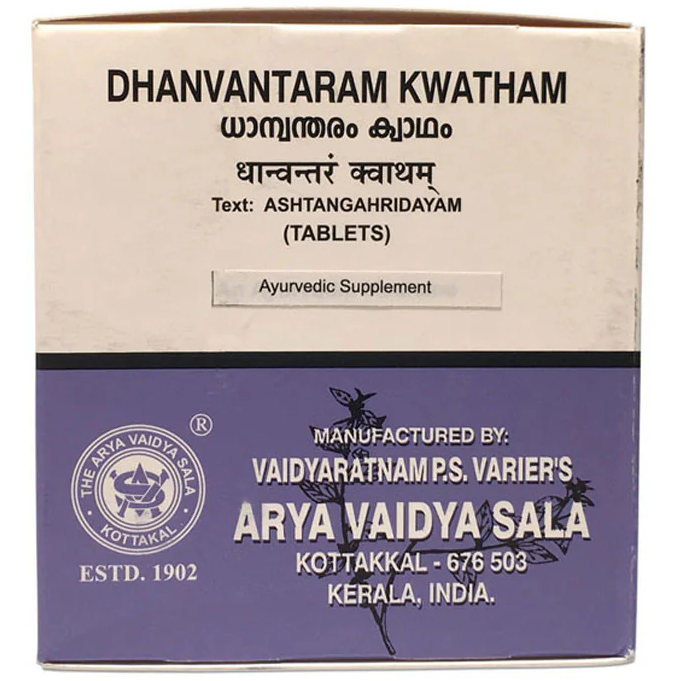 DHANVANTARAM KWATHAM
ധാന്വന്തരം ക്വാഥം
धान्वन्तरं क्वाथम्
Text: ASHTANGAHRIDAYAM
(TABLETS)
Ayurvedic Supplement
THE ARYA VAIDYA SALA
KOTTAKAL
®
ESTD. 1902
MANUFACTURED BY:
VAIDYARATNAM P.S. VARIER'S
ARYA VAIDYA SALA
KOTTAKKAL - 676 503
KERALA, INDIA.